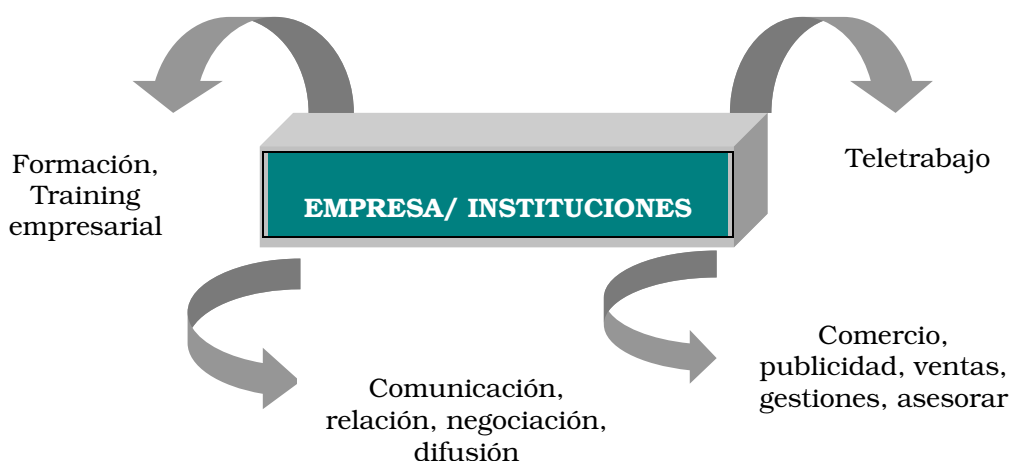 Formación,
Training
empresarial
Teletrabajo
EMPRESA/ INSTITUCIONES
Comunicación,
relación, negociación,
difusión
Comercio,
publicidad, ventas,
gestiones, asesorar